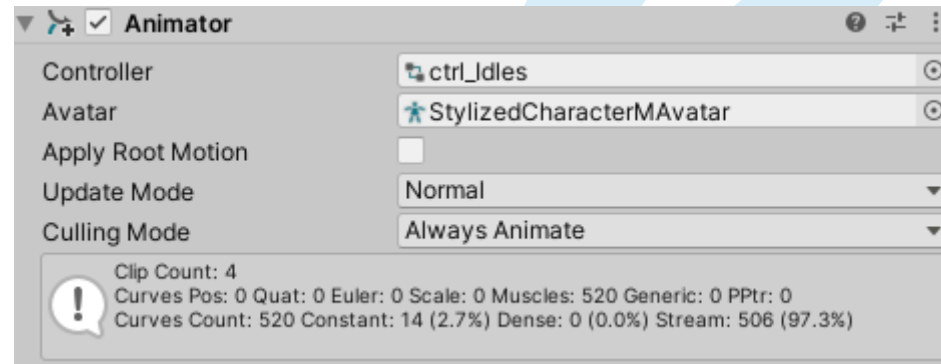 Animator
Controller ctrl_Idles
Avatar StylizedCharacterMAvatar
Apply Root Motion
Update Mode Normal
Culling Mode Always Animate
Clip Count: 4
Curves Pos: 0 Quat: 0 Euler: 0 Scale: 0 Muscles: 520 Generic: 0 PPtr: 0
Curves Count: 520 Constant: 14 (2.7%) Dense: 0 (0.0%) Stream: 506 (97.3%)